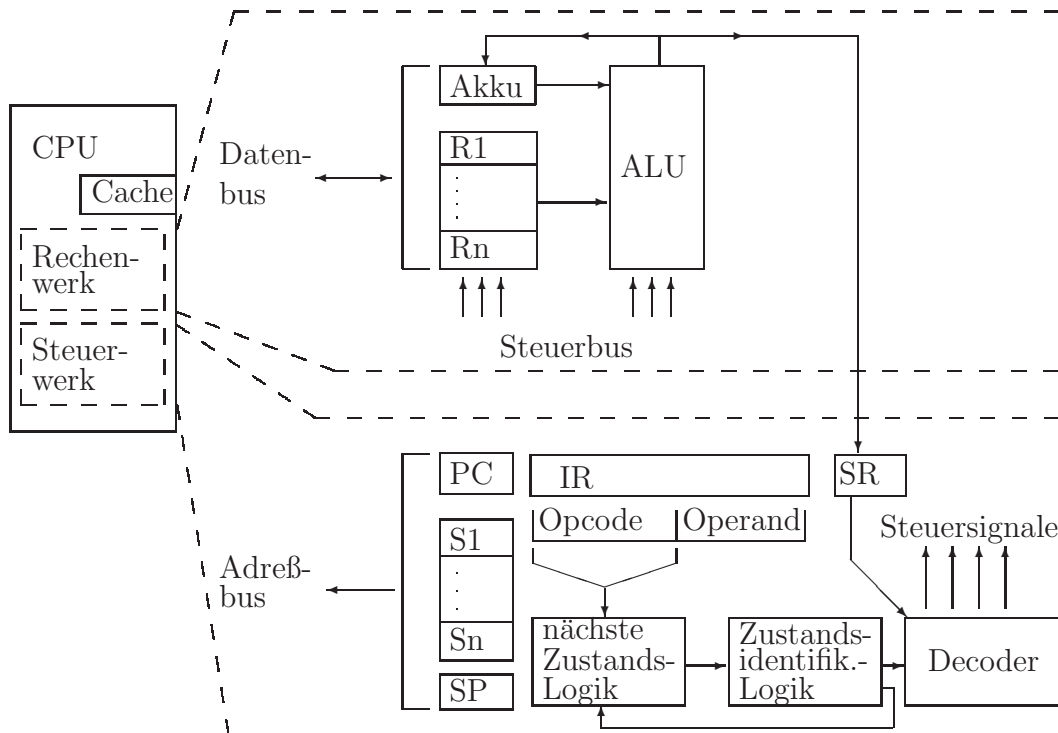 CPU
Cache
Rechen-
werk
Steuer-
werk
Daten-
bus
Akku
R1
Rn
ALU
Steuerbus
PC
IR
SR
Opcode
Operand
Steuersignale
S1
Sn
SP
Adreß-
bus
nächste
Zustands-
Logik
Zustands-
identifik.-
Logik
Decoder